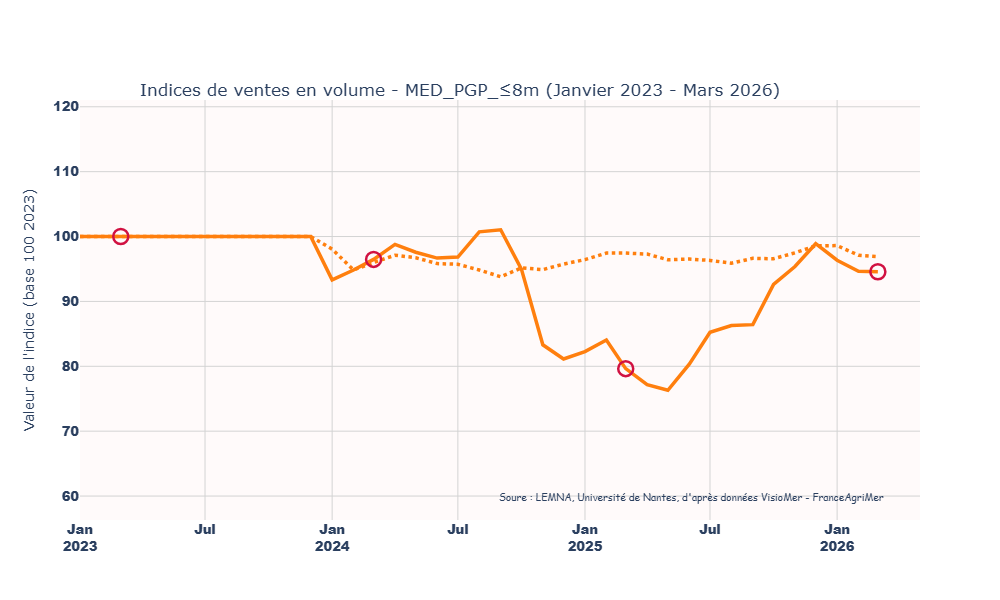 Indices de ventes en volume - MED_PGP_≤8m (Janvier 2023 - Mars 2026)
Valeur de l'indice (base 100 2023)
120
110
100
90
80
70
60
Soure : LEMNA, Université de Nantes, d'après données VisioMer - FranceAgriMer
Jan Jul Jan Jul Jan Jul Jan
2023 2024 2025 2026